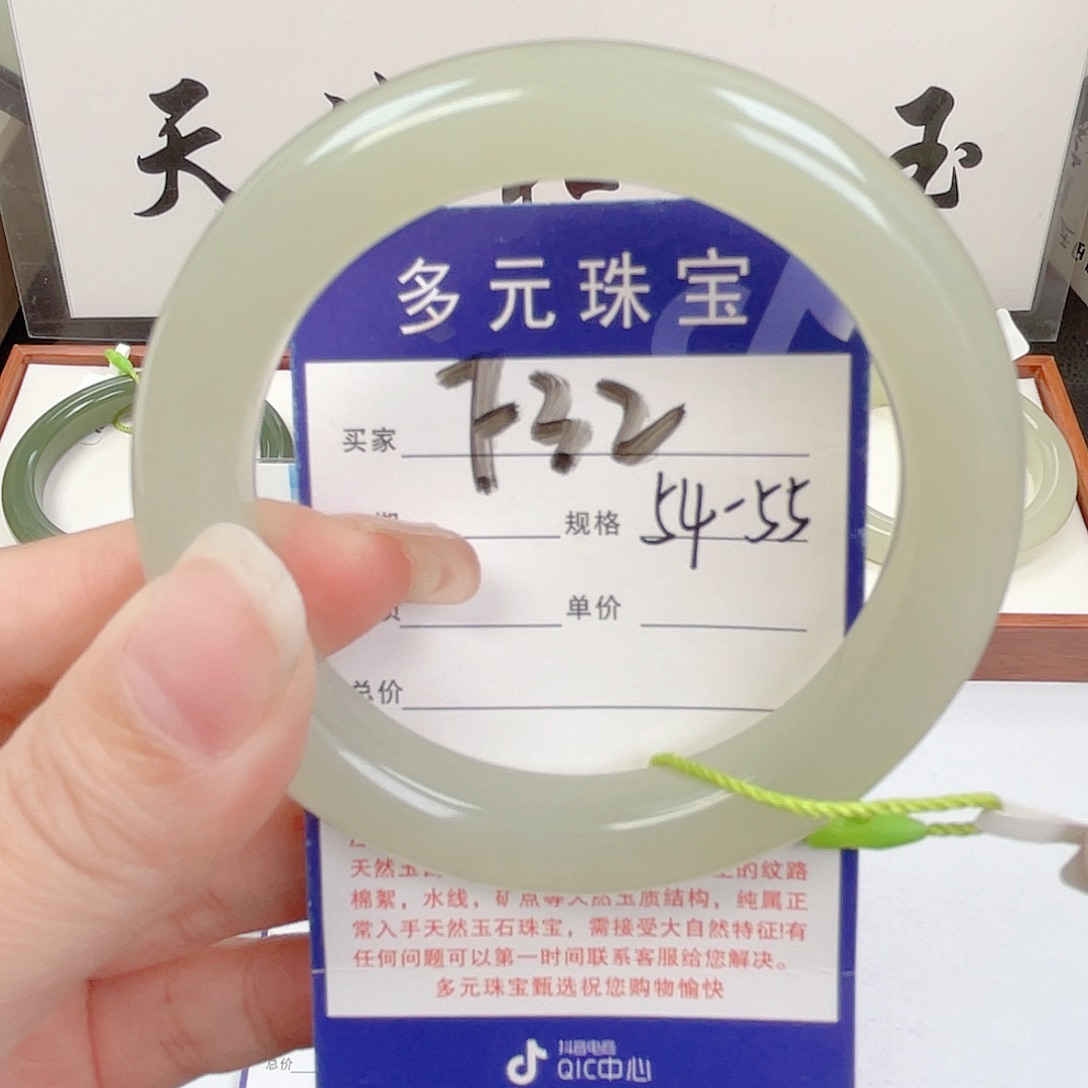 天 玉
多元珠宝
买家 F32
规格 54-55
单价
总价
天然玉 的纹路
棉絮，水线，矿点等天然玉质结构，纯属正
常入手天然玉石珠宝，需接受大自然特征!有
任何问题可以第一时间联系客服给您解决。
多元珠宝甄选祝您购物愉快
抖音电商
QIC中心
总价